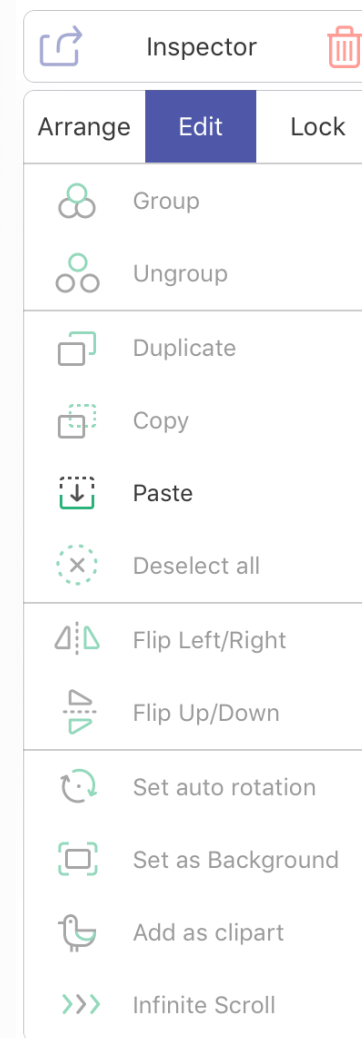 Inspector
Arrange Edit Lock
Group
Ungroup
Duplicate
Copy
Paste
Deselect all
Flip Left/Right
Flip Up/Down
Set auto rotation
Set as Background
Add as clipart
Infinite Scroll